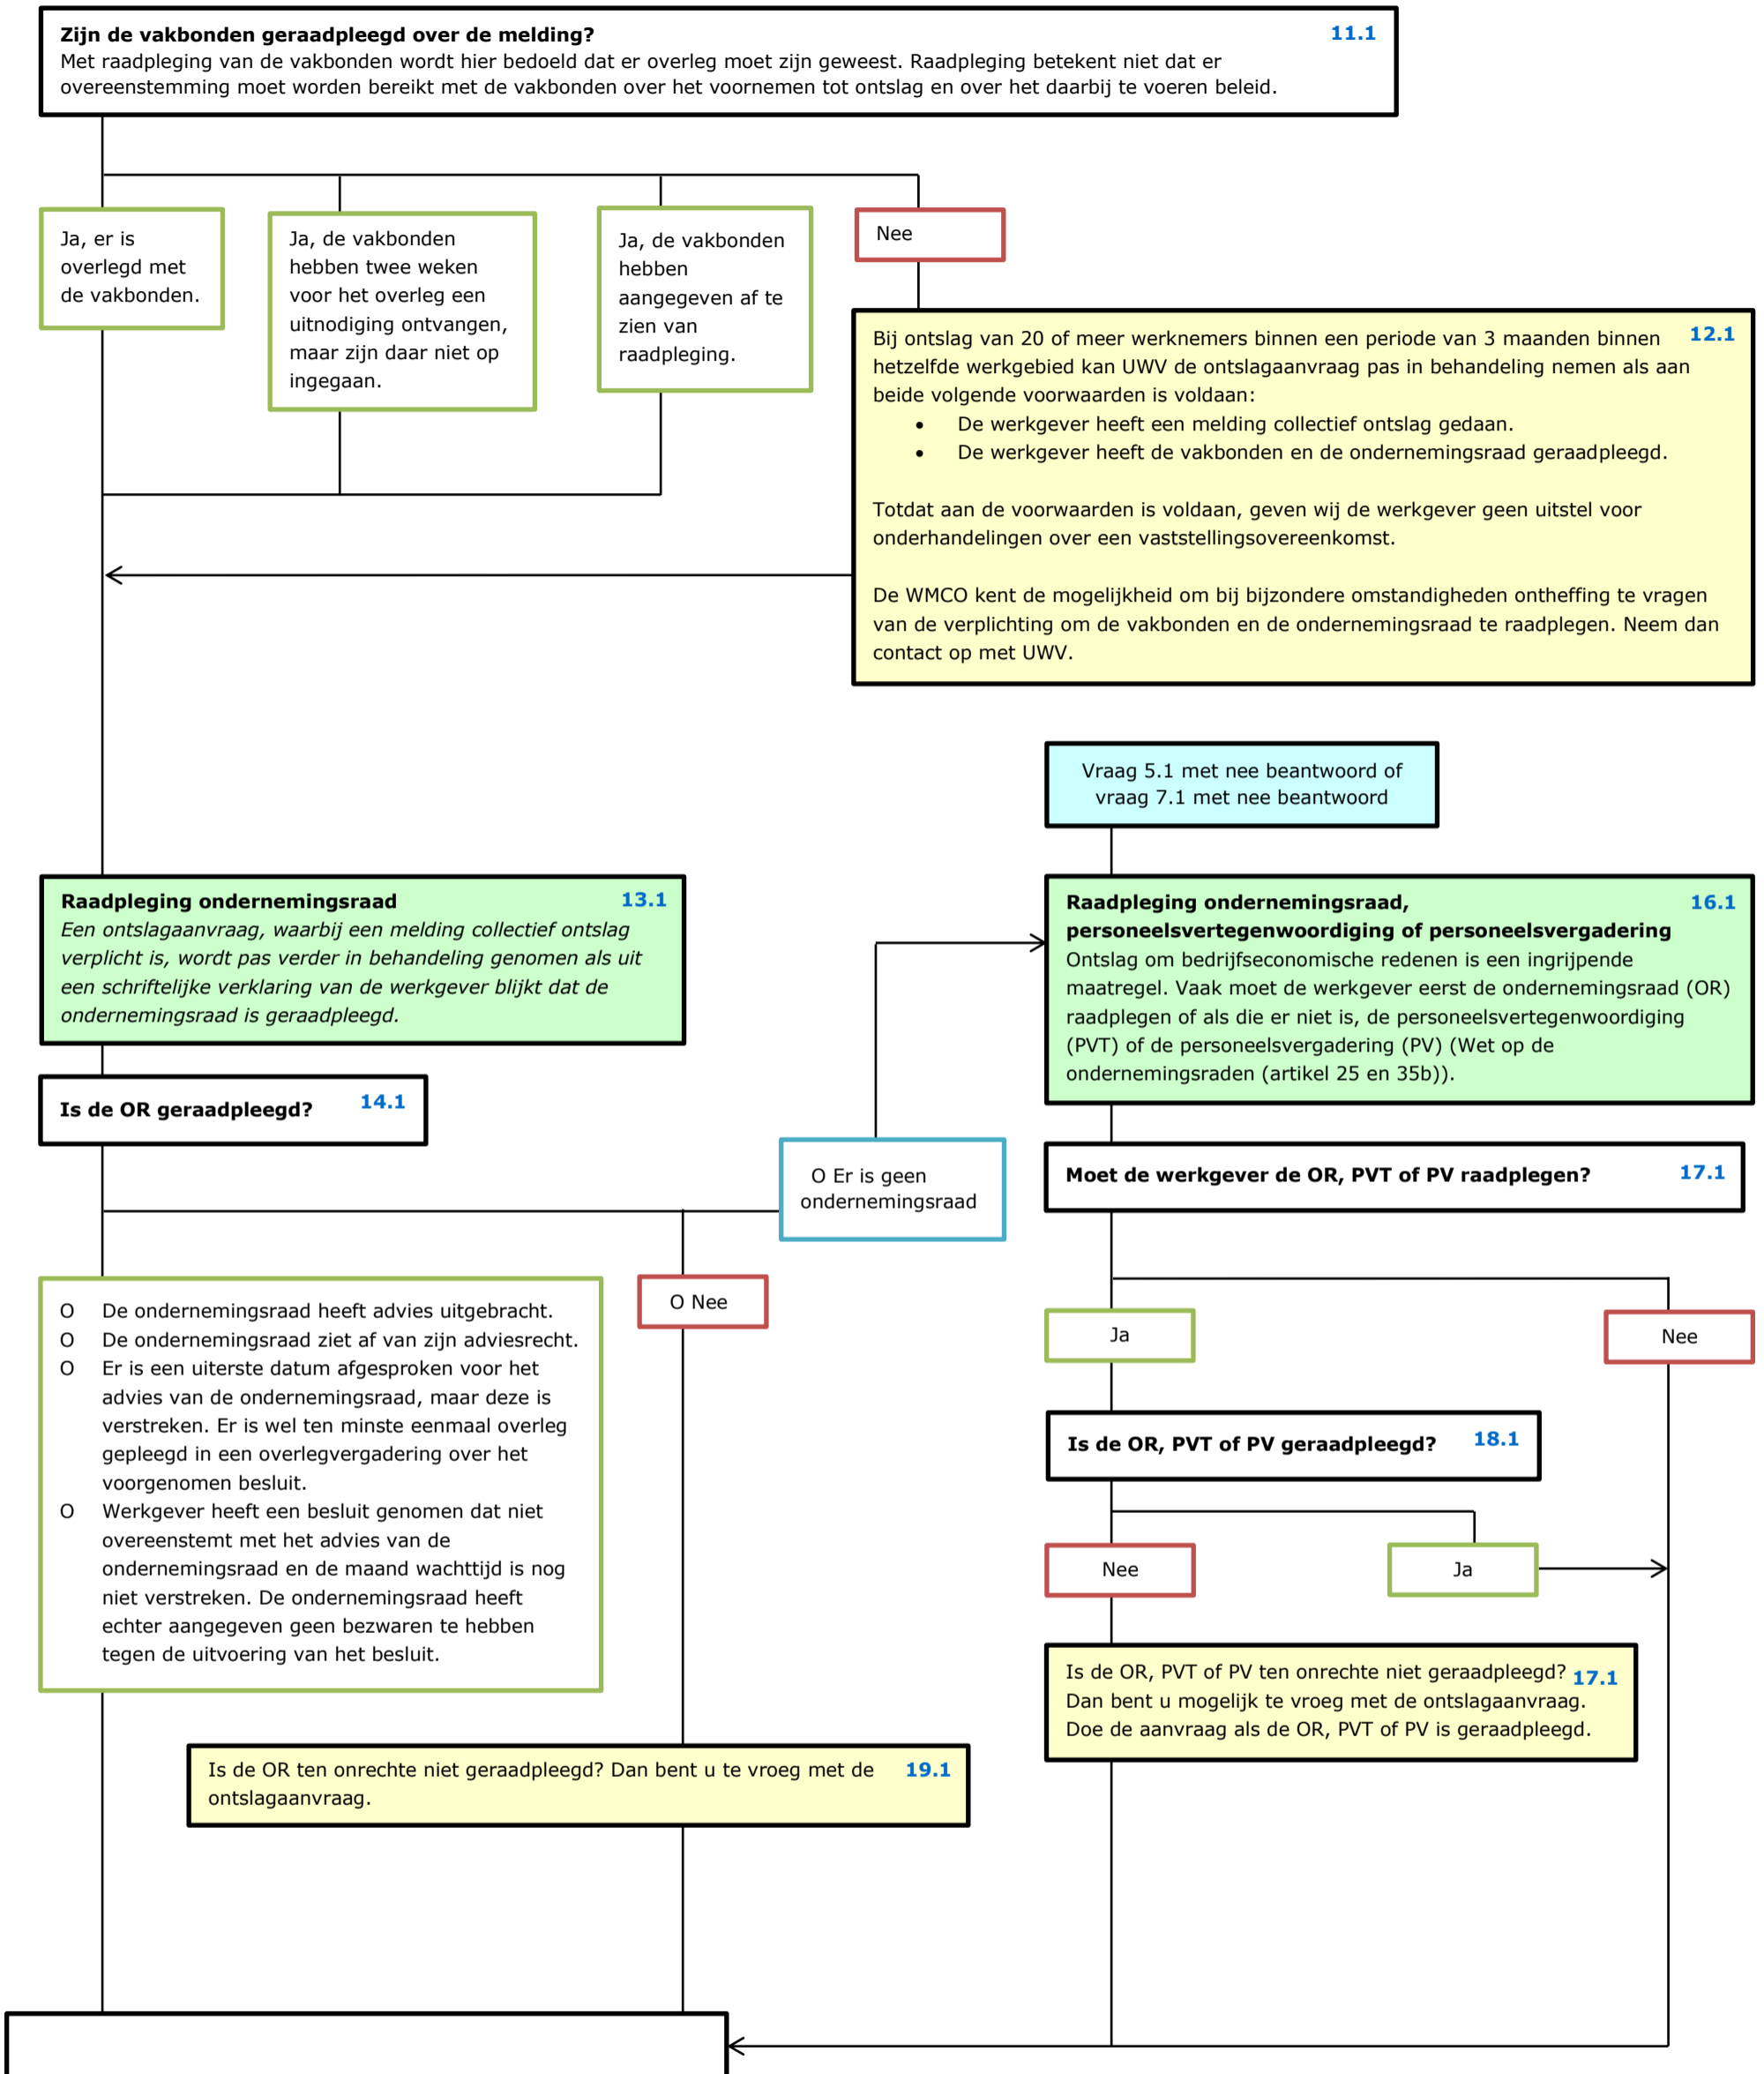 Zijn de vakbonden geraadpleegd over de melding? 11.1
Met raadpleging van de vakbonden wordt hier bedoeld dat er overleg moet zijn geweest. Raadpleging betekent niet dat er
overeenstemming moet worden bereikt met de vakbonden over het voornemen tot ontslag en over het daarbij te voeren beleid.
Ja, er is
overlegd met
de vakbonden.
Ja, de vakbonden
hebben twee weken
voor het overleg een
uitnodiging ontvangen,
maar zijn daar niet op
ingegaan.
Ja, de vakbonden
hebben
aangegeven af te
zien van
raadpleging.
Nee
Bij ontslag van 20 of meer werknemers binnen een periode van 3 maanden binnen 12.1
hetzelfde werkgebied kan UWV de ontslagaanvraag pas in behandeling nemen als aan
beide volgende voorwaarden is voldaan:
• De werkgever heeft een melding collectief ontslag gedaan.
• De werkgever heeft de vakbonden en de ondernemingsraad geraadpleegd.
Totdat aan de voorwaarden is voldaan, geven wij de werkgever geen uitstel voor
onderhandelingen over een vaststellingsovereenkomst.
De WMCO kent de mogelijkheid om bij bijzondere omstandigheden ontheffing te vragen
van de verplichting om de vakbonden en de ondernemingsraad te raadplegen. Neem dan
contact op met UWV.
Vraag 5.1 met nee beantwoord of
vraag 7.1 met nee beantwoord
Raadpleging ondernemingsraad 13.1
Een ontslagaanvraag, waarbij een melding collectief ontslag
verplicht is, wordt pas verder in behandeling genomen als uit
een schriftelijke verklaring van de werkgever blijkt dat de
ondernemingsraad is geraadpleegd.
Raadpleging ondernemingsraad, 16.1
personeelsvertegenwoordiging of personeelsvergadering
Ontslag om bedrijfseconomische redenen is een ingrijpende
maatregel. Vaak moet de werkgever eerst de ondernemingsraad (OR)
raadplegen of als die er niet is, de personeelsvertegenwoordiging
(PVT) of de personeelsvergadering (PV) (Wet op de
ondernemingsraden (artikel 25 en 35b)).
Is de OR geraadpleegd? 14.1
O Er is geen
ondernemingsraad
Moet de werkgever de OR, PVT of PV raadplegen? 17.1
O De ondernemingsraad heeft advies uitgebracht.
O De ondernemingsraad ziet af van zijn adviesrecht.
O Er is een uiterste datum afgesproken voor het
advies van de ondernemingsraad, maar deze is
verstreken. Er is wel ten minste eenmaal overleg
gepleegd in een overlegvergadering over het
voorgenomen besluit.
O Werkgever heeft een besluit genomen dat niet
overeenstemt met het advies van de
ondernemingsraad en de maand wachttijd is nog
niet verstreken. De ondernemingsraad heeft
echter aangegeven geen bezwaren te hebben
tegen de uitvoering van het besluit.
O Nee
Ja
Nee
Is de OR, PVT of PV geraadpleegd? 18.1
Nee
Ja
Is de OR, PVT of PV ten onrechte niet geraadpleegd? 17.1
Dan bent u mogelijk te vroeg met de ontslagaanvraag.
Doe de aanvraag als de OR, PVT of PV is geraadpleegd.
Is de OR ten onrechte niet geraadpleegd? Dan bent u te vroeg met de 19.1
ontslagaanvraag.